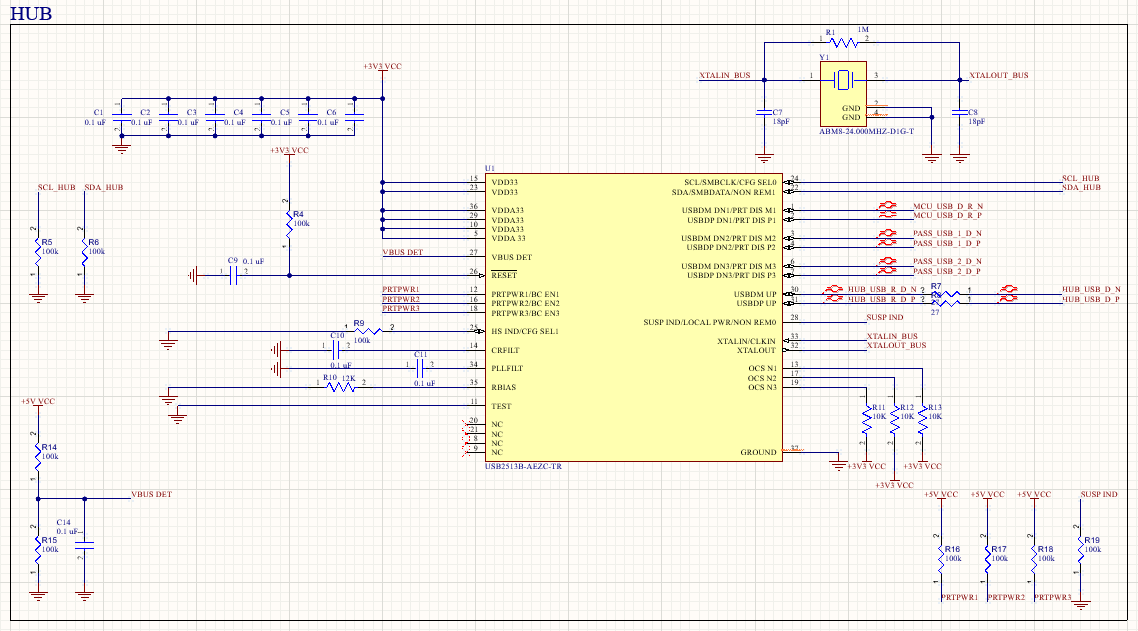 HUB
R1 1M
1 2
Y1
XTALIN_BUS 1 3 XTALOUT_BUS
C7
18pF
GND 2
GND 4
C8
18pF
ABM8-24.000MHZ-D1G-T
+3V3 VCC
C1 C2 C3 C4 C5 C6
0.1 uF 0.1 uF 0.1 uF 0.1 uF 0.1 uF 0.1 uF
+3V3 VCC
SCL_HUB SDA_HUB
R5
100k
R6
100k
R4
100k
C9 0.1 uF
U1
15 VDD33
23 VDD33
36 VDDA33
29 VDDA33
10 VDDA33
5 VDDA 33
VBUS DET 27 VBUS DET
26 RESET
PRTPWR1 12 PRTPWR1/BC EN1
PRTPWR2 16 PRTPWR2/BC EN2
PRTPWR3 18 PRTPWR3/BC EN3
R9
100k
25 HS IND/CFG SEL1
C10
0.1 uF
14 CRFILT
C11
0.1 uF
34 PLLFILT
R10 12K
35 RBIAS
11 TEST
20 NC
21 NC
8 NC
9 NC
USB2513B-AEZC-TR
SCL/SMBCLK/CFG SEL0 24 SCL_HUB
SDA/SMBDATA/NON REM1 22 SDA_HUB
USBDM DN1/PRT DIS M1 1 MCU_USB_D_R_N
USBDP DN1/PRT DIS P1 2 MCU_USB_D_R_P
USBDM DN2/PRT DIS M2 3 PASS_USB_1_D_N
USBDP DN2/PRT DIS P2 4 PASS_USB_1_D_P
USBDM DN3/PRT DIS M3 6 PASS_USB_2_D_N
USBDP DN3/PRT DIS P3 7 PASS_USB_2_D_P
USBDM UP 30 HUB_USB_R_D_N 2 R7 1 HUB_USB_D_N
USBDP UP 31 HUB_USB_R_D_P 2 R8 1 HUB_USB_D_P
27
SUSP IND/LOCAL PWR/NON REM0 28 SUSP IND
XTALIN/CLKIN 33 XTALIN_BUS
XTALOUT 32 XTALOUT_BUS
OCS N1 13
OCS N2 17
OCS N3 19
R11
10K
R12
10K
R13
10K
GROUND
+3V3 VCC +3V3 VCC
+3V3 VCC
+5V VCC
R14
100k
VBUS DET
C14
0.1 uF
R15
100k
+5V VCC +5V VCC +5V VCC SUSP IND
R16
100k
R17
100k
R18
100k
R19
100k
PRTPWR1 PRTPWR2 PRTPWR3